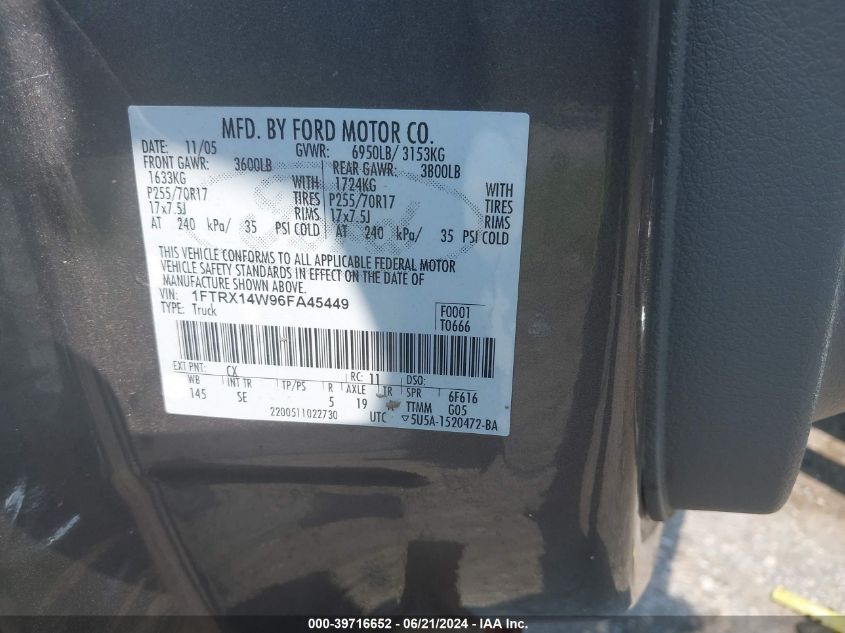 MFD. BY FORD MOTOR CO.
DATE: 11/05 GVWR: 6950LB/ 3153KG
FRONT GAWR: 3600LB REAR GAWR: 3800LB
1633KG WITH 1724KG WITH
P255/70R17 TIRES P255/70R17 TIRES
17x7.5J RIMS 17x7.5J RIMS
AT 240 kPa/ 35 PSI COLD AT 240 kPa/ 35 PSI COLD
THIS VEHICLE CONFORMS TO ALL APPLICABLE FEDERAL MOTOR
VEHICLE SAFETY STANDARDS IN EFFECT ON THE DATE OF
MANUFACTURE SHOWN ABOVE.
VIN: 1FTRX14W96FA45449 F0001
TYPE: Truck T0666
EXT PNT: CX RC: 11 DSO:
WB INT TR TP/PS R AXLE TR SPR 6F616
145 SE 5 19 TTMM G05
2200511022730 UTC ▽5U5A-1520472-BA
000-39716652 / 06/21/2024 - IAA Inc.